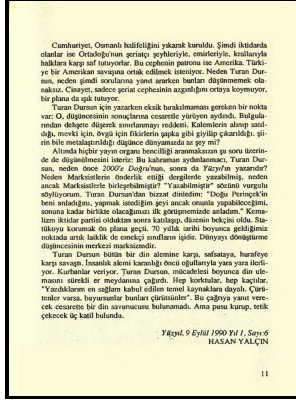 Cumhuriyet, Osmanlı halifeliğini yıkarak kuruldu. Şimdi iktidarda
olanlar ise Ortadoğu'nun şeriatçı şeyhleriyle, emirleriyle, krallarıyla
halklara karşı saf tutuyorlar. Bu cephenin patronu ise Amerika. Türki-
ye bir Amerikan savaşına ortak edilmek isteniyor. Neden Turan Dur-
sun, neden şimdi sorularına yanıt ararken bunları düşünmemek ola-
naksız. Cinayet, sadece şeriat cephesinin azgınlığını ortaya koymuyor,
bir plana da ışık tutuyor.
Turan Dursun için yazarken eksik bırakılmaması gereken bir nokta
var: O, düşüncesinin sonuçlarına cesaretle yürüyen aydındı. Bulgula-
rından dehşete düşerek sınırlanmayı reddetti. Kalemlerin alınıp satıl-
dığı, mevki için, övgü için fikirlerin şapka gibi giyilip çıkarıldığı, şii-
rin bile metalaştırıldığı düşünce dünyamızda az şey mi?
Altında hiçbir yayın organı bencilliği aranmaksızın şu soru üzerin-
de de düşünülmesini isteriz: Bu kahraman aydınlanmacı, Turan Dur-
sun, neden önce 2000'e Doğru'nun, sonra da Yüzyıl'ın yazarıdır?
Neden Marksistlerin önderlik ettiği dergilerde yazabilmiş, neden
ancak Marksistlerle birleşebilmiştir? "Yazabilmiştir" sözünü vurgulu
söylüyorum. Turan Dursun'dan bizzat dinledim: "Doğu Perinçek'in
beni anladığını, yapmak istediğim şeyi ancak onunla yapabileceğimi,
sonuna kadar birlikte olacağımızı ilk görüşmemizde anladım." Kema-
lizm iktidar partisi olduktan sonra katılaşıp, düzenin bekçisi oldu. Sta-
tükoyu korumak ön plana geçti. 70 yıllık tarihi boyunca geldiğimiz
noktada artık laiklik de emekçi sınıfların işidir. Dünyayı dönüştürme
düşüncesinin merkezi marksizmdir.
Turan Dursun bütün bir din alemine karşı, safsataya, hurafeye
karşı savaştı. İnsanlık alemi karanlığı öncü oğullarıyla yara yara ilerli-
yor. Kurbanlar veriyor. Turan Dursun, mücadelesi boyunca din ule-
masını sürekli er meydanına çağırdı. Hep korktular, hep kaçtılar.
"Yazdıklarım en sağlam kabul edilen temel kaynaklara dayalı. Çürü-
tenler varsa, buyursunlar bunları çürütsünler". Bu çağrıya yanıt vere-
cek cesarette bir din savunucusu bulunamadı. Ama pusu kurup, tetik
çekecek üç katil bulundu.
Yüzyıl, 9 Eylül 1990 Yıl 1, Sayı:6
HASAN YALÇIN
11